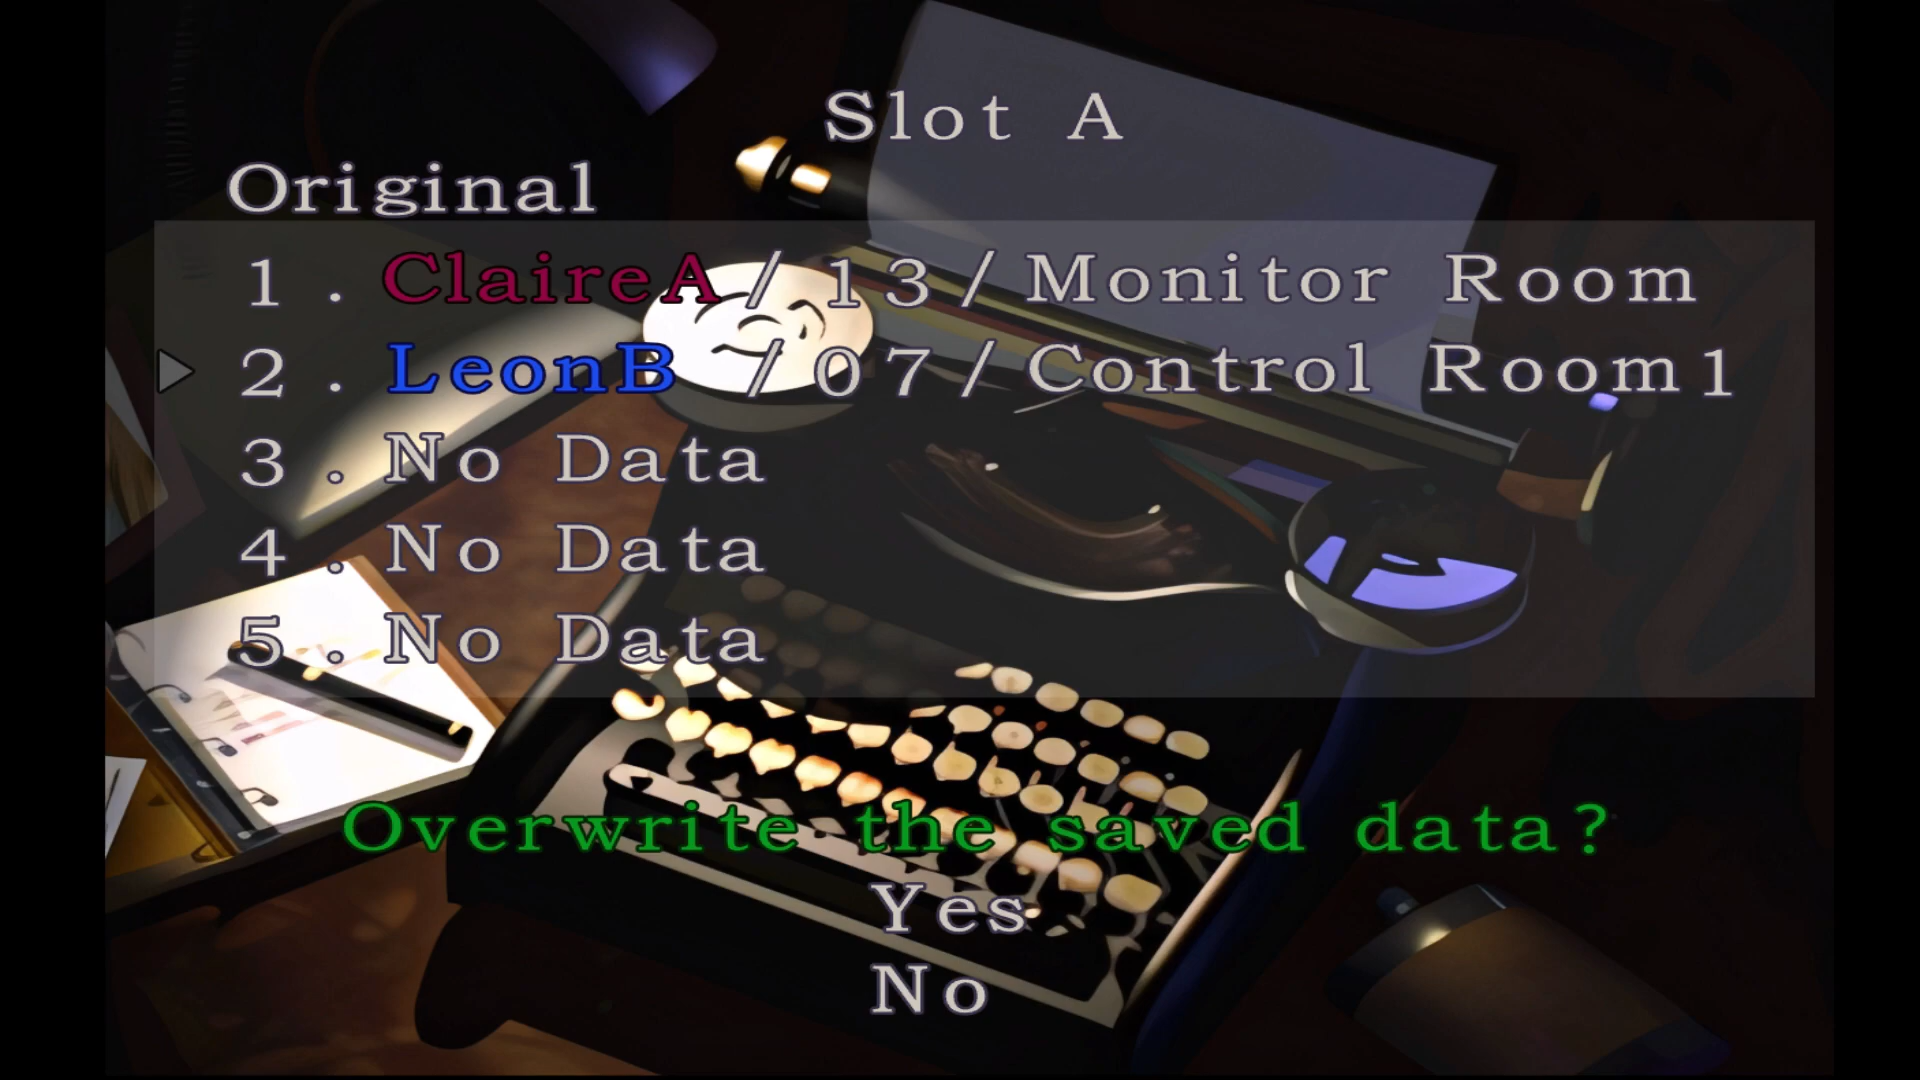 Slot A
Original
1. ClaireA/13/Monitor Room
2. LeonB /07/Control Room1
3. No Data
4. No Data
5. No Data
Overwrite the saved data?
Yes
No